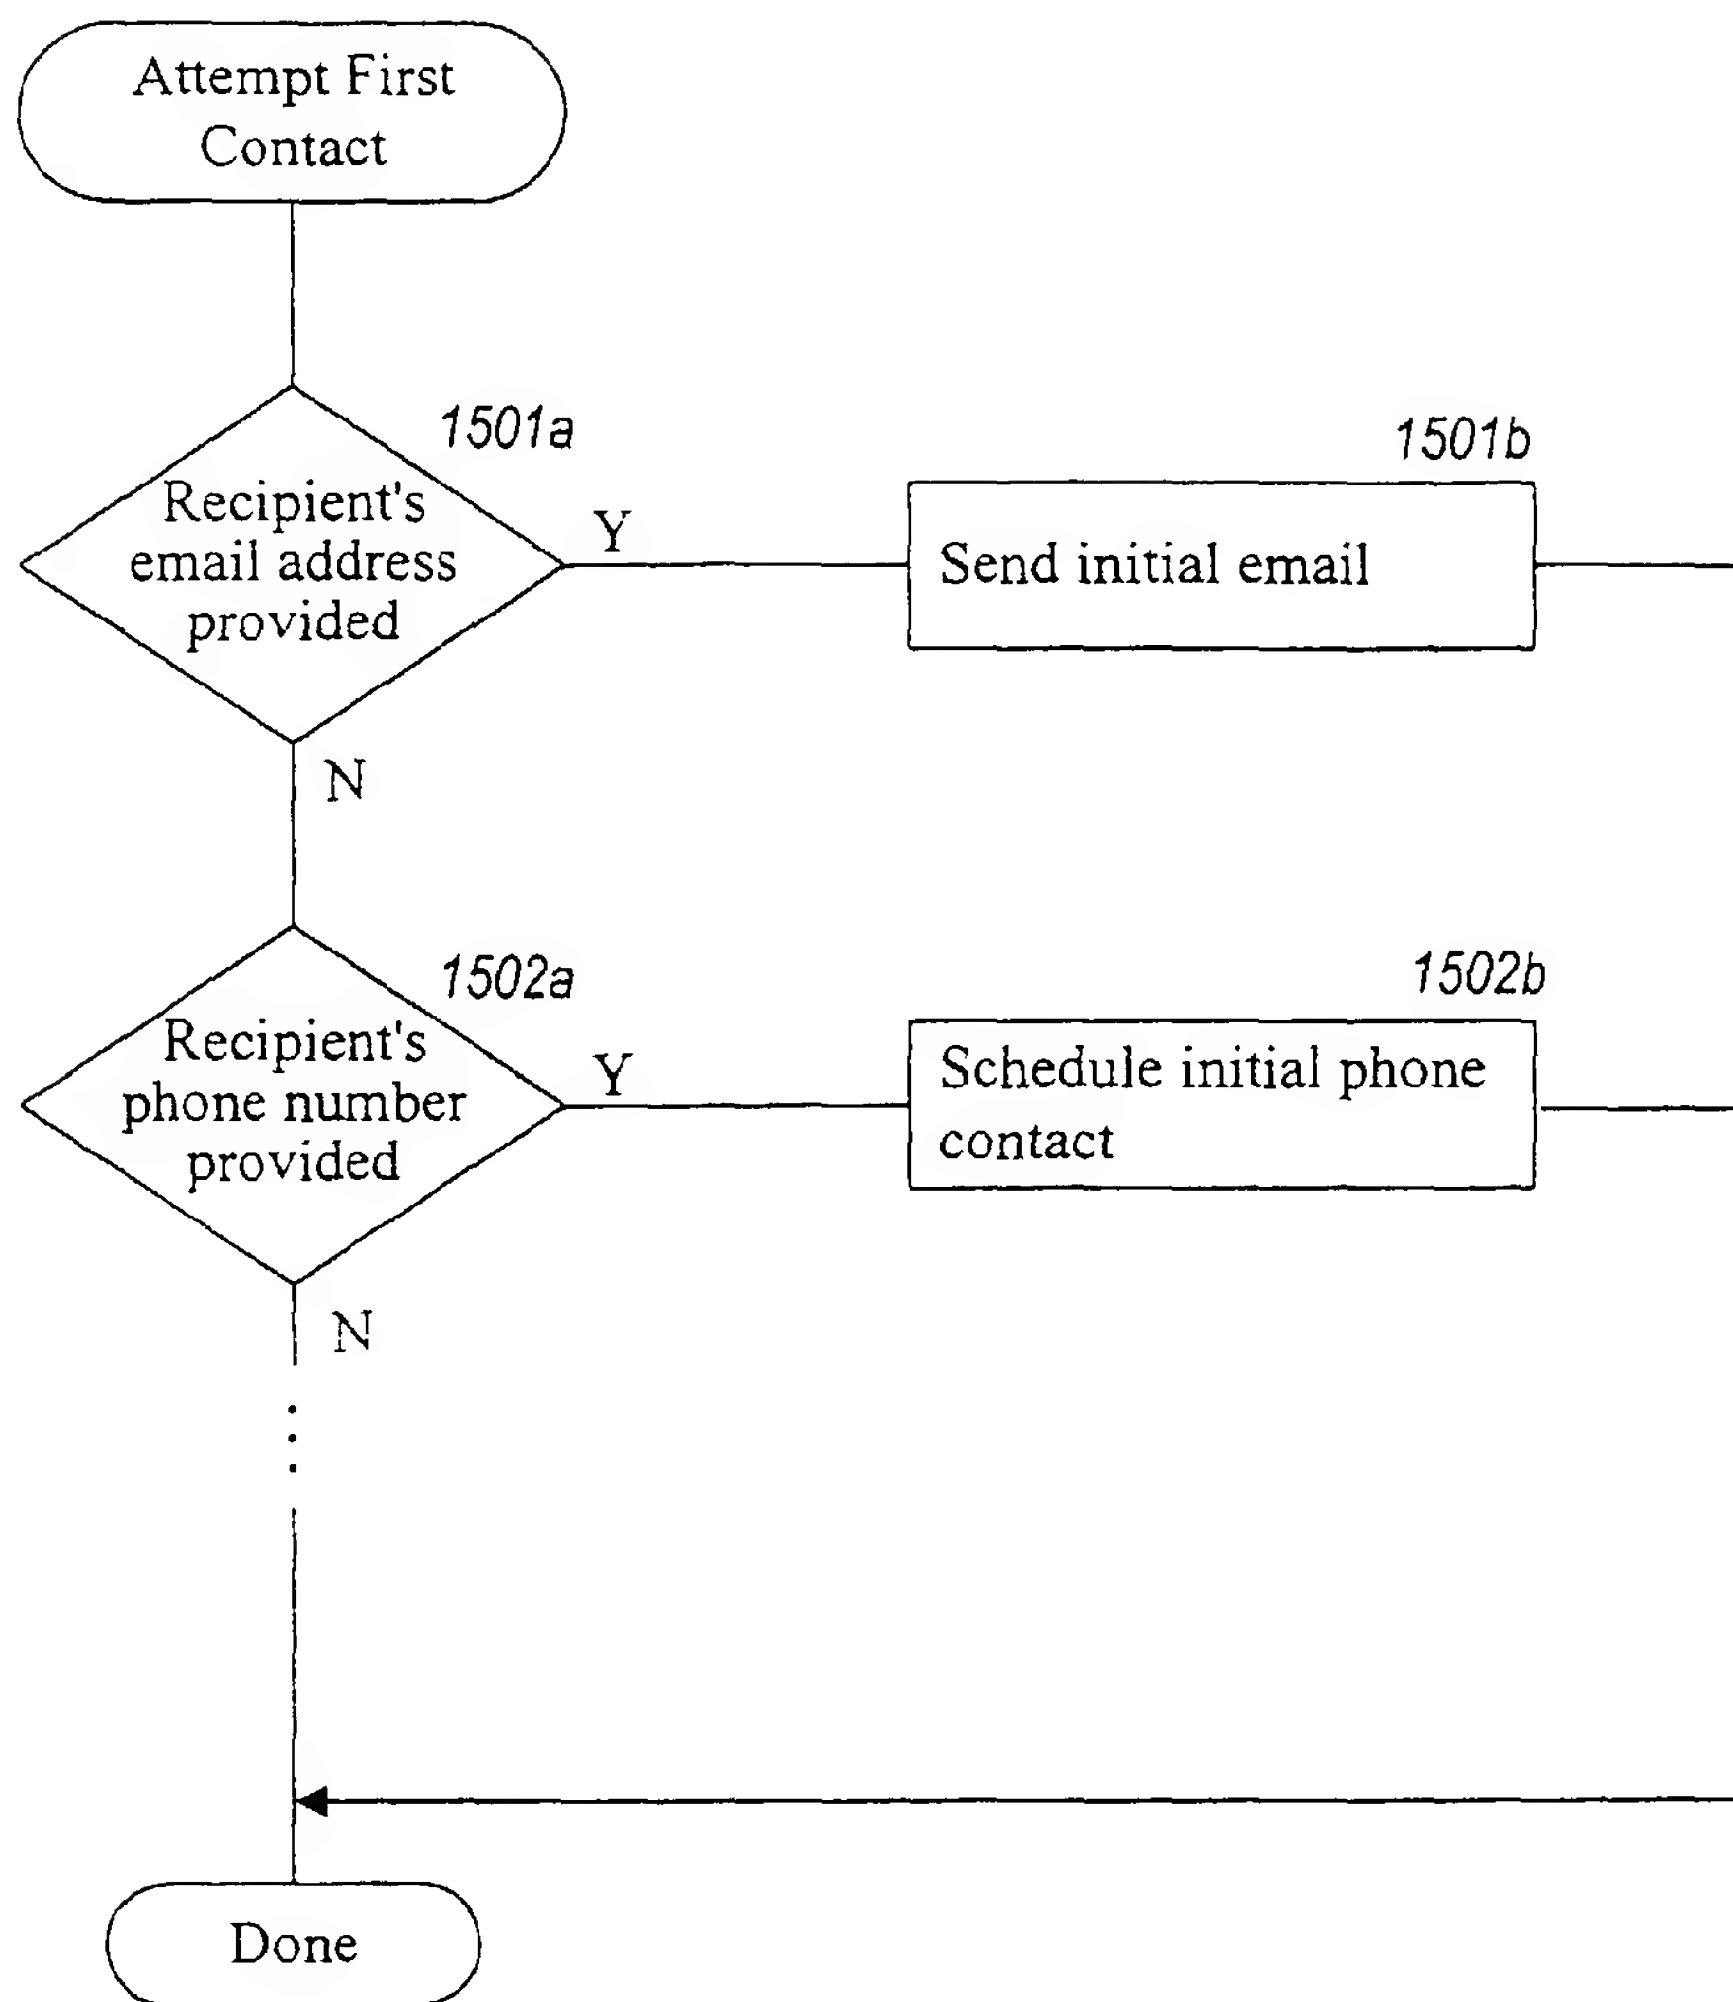 Attempt First
Contact
1501a
Recipient's
email address
provided
Y
1501b
Send initial email
N
1502a
Recipient's
phone number
provided
Y
1502b
Schedule initial phone
contact
N
Done